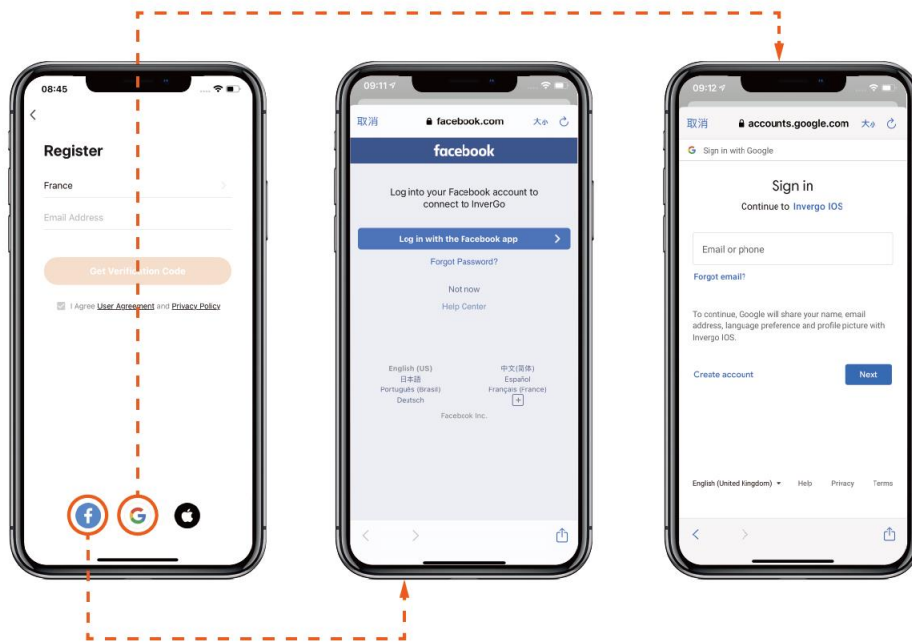 08:45
Register
France
Email Address
Get Verification Code
I Agree User Agreement and Privacy Policy
09:11
取消 facebook.com 大小
facebook
Log into your Facebook account to
connect to InverGo
Log in with the Facebook app
Forgot Password?
Not now
Help Center
English (US) 中文(简体)
日本語 Español
Português (Brasil) Français (France)
Deutsch
Facebook Inc.
09:12
取消 accounts.google.com 大小
G Sign in with Google
Sign in
Continue to Invergo IOS
Email or phone
Forgot email?
To continue, Google will share your name, email
address, language preference and profile picture with
Invergo IOS.
Create account Next
English (United Kingdom) Help Privacy Terms